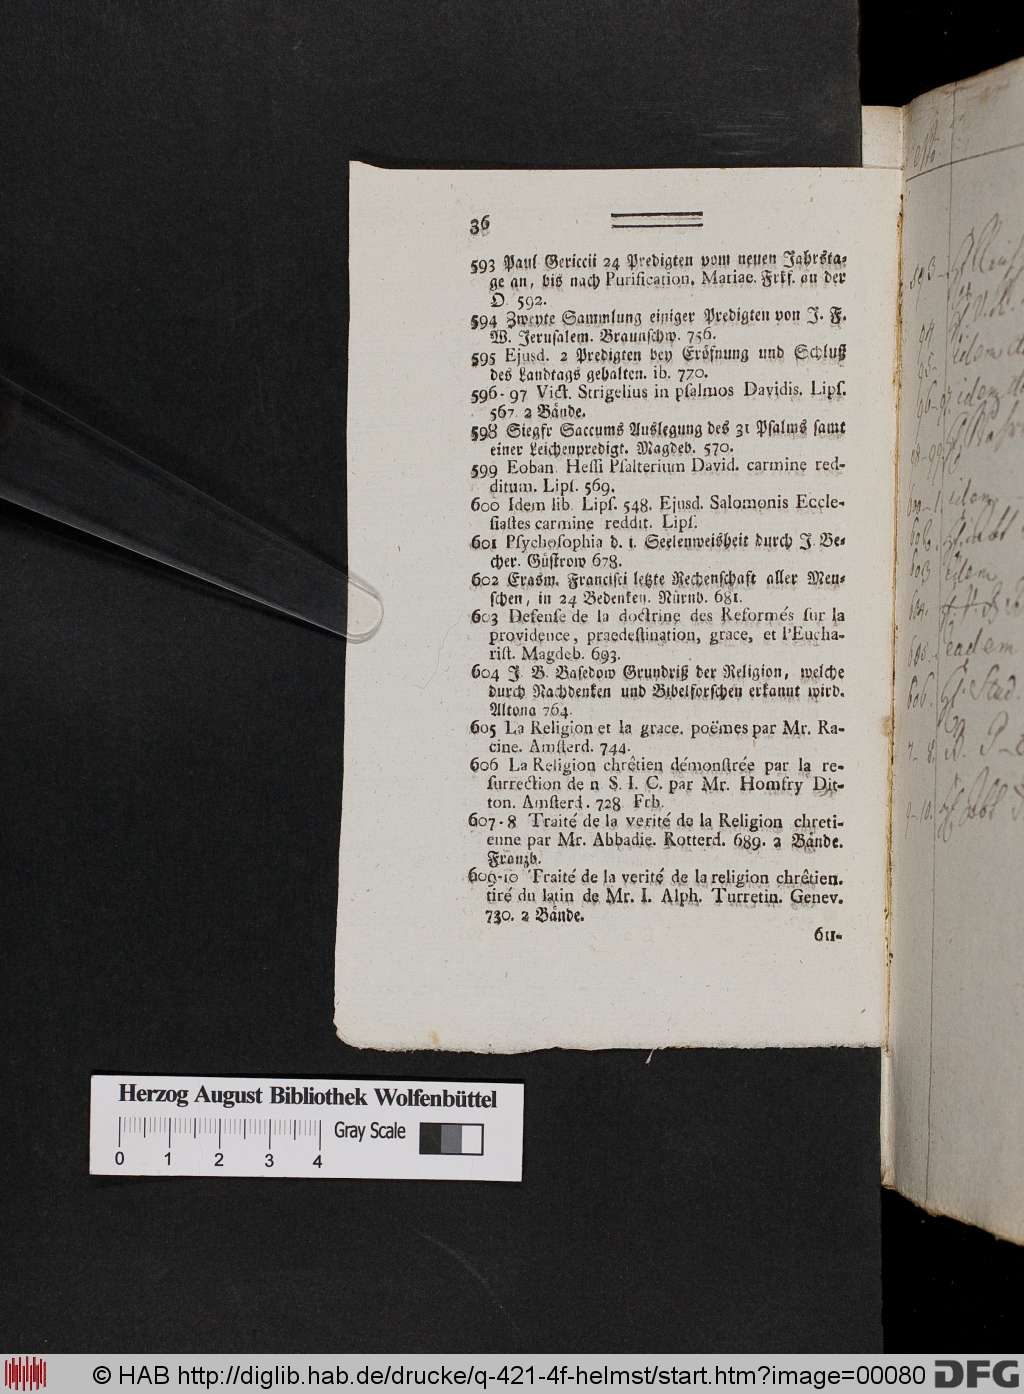 36
593 Paul Gericcii 24 Predigten vom neuen Jahrsta-
ge an, bis nach Purification. Mariae. Frkf. an der
O. 592.
594 Zweyte Sammlung einiger Predigten von J. F.
W. Jerusalem. Braunschw. 756.
595 Ejusd. 2 Predigten bey Eröfnung und Schluß
des Landtags gehalten. ib. 770.
596-97 Vict. Strigelius in psalmos Davidis. Lips.
567. 2 Bände.
598 Siegfr Saccums Auslegung des 31 Psalms samt
einer Leichenpredigt. Magdeb. 570.
599 Eoban. Hessi Psalterium David. carmine red-
ditum. Lips. 569.
600 Idem lib. Lips. 548. Ejusd. Salomonis Eccle-
siastes carmine reddit. Lips.
601 Psychosophia d. i. Seelenweisheit durch J. Be-
cher. Güstrow 678.
602 Erasm. Francisci letzte Rechenschaft aller Men-
schen, in 24 Bedenken. Nürnb. 681.
603 Defense de la doctrine des Reformés sur la
providence, praedestination, grace, et l'Eucha-
rist. Magdeb. 693.
604 J. B. Basedow Grundriß der Religion, welche
durch Nachdenken und Bibelforschen erkannt wird.
Altona 764.
605 La Religion et la grace. poëmes par Mr. Ra-
cine. Amsterd. 744.
606 La Religion chrêtien démonstrée par la re-
surrection de n S. I. C. par Mr. Homfry Dit-
ton. Amsterd. 728 Frb.
607-8 Traité de la verité de la Religion chreti-
enne par Mr. Abbadie. Rotterd. 689. 2 Bände.
Franzb.
609-10 Traité de la verité de la religion chrêtien.
tiré du latin de Mr. I. Alph. Turretin. Genev.
730. 2 Bände.
611-
idem
idem
eadem
Herzog August Bibliothek Wolfenbüttel
Gray Scale
0 1 2 3 4
© HAB http://diglib.hab.de/drucke/q-421-4f-helmst/start.htm?image=00080 DFG